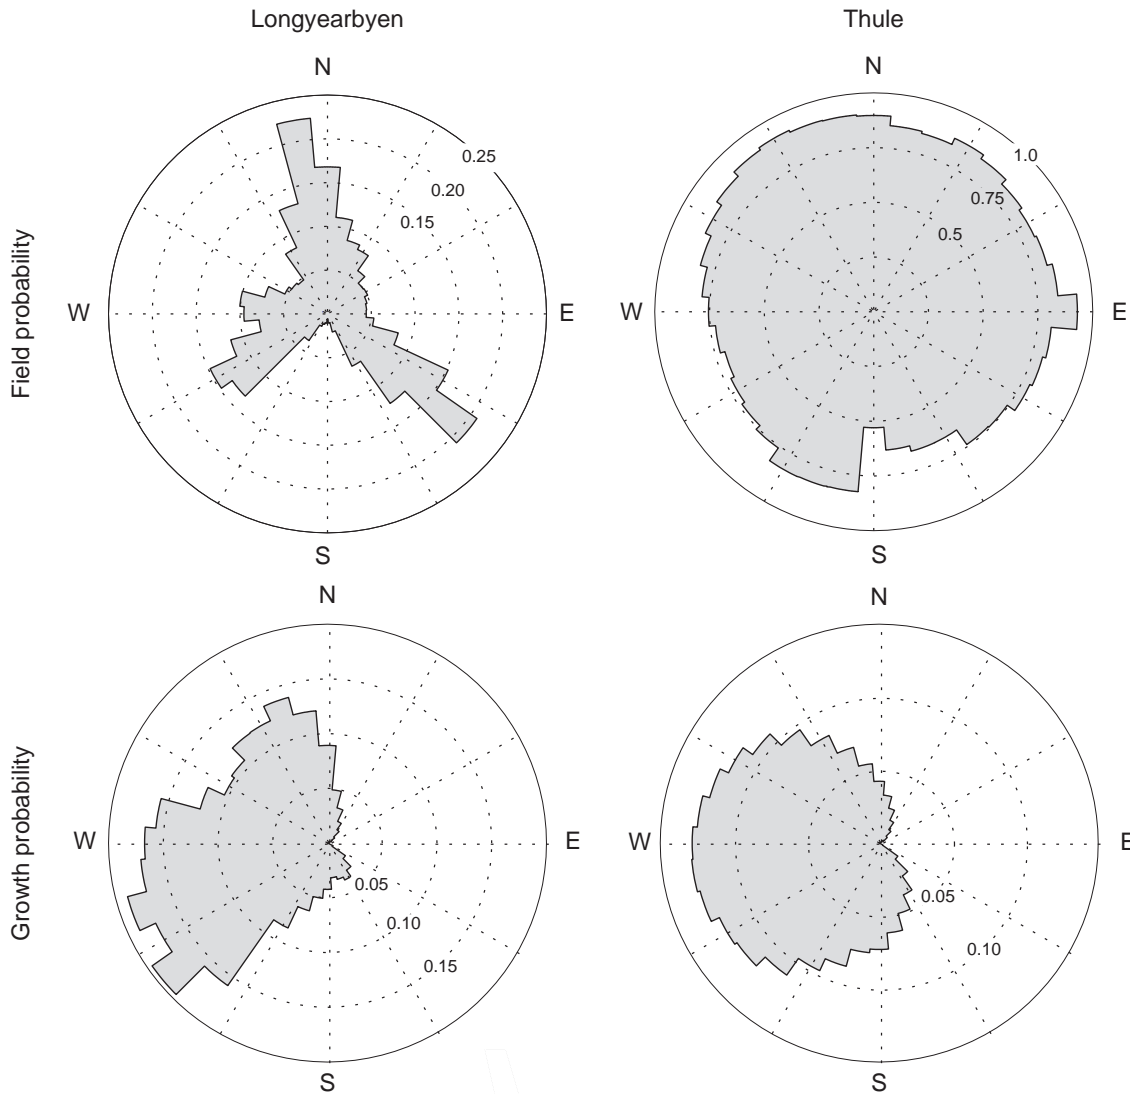 Longyearbyen
Thule
N
N
0.25
0.20
0.15
1.0
0.75
0.5
Field probability
W
E
W
E
S
S
N
N
Growth probability
W
E
W
E
0.05
0.10
0.15
0.05
0.10
S
S